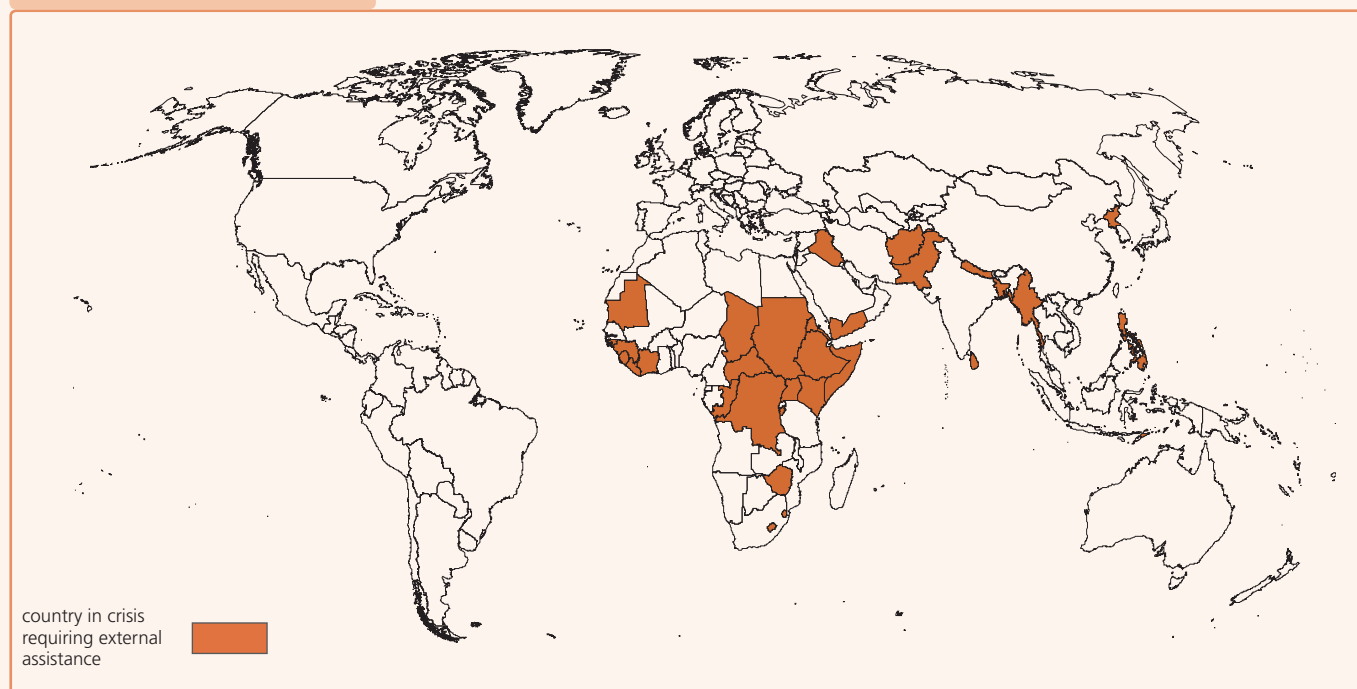 country in crisis
requiring external
assistance